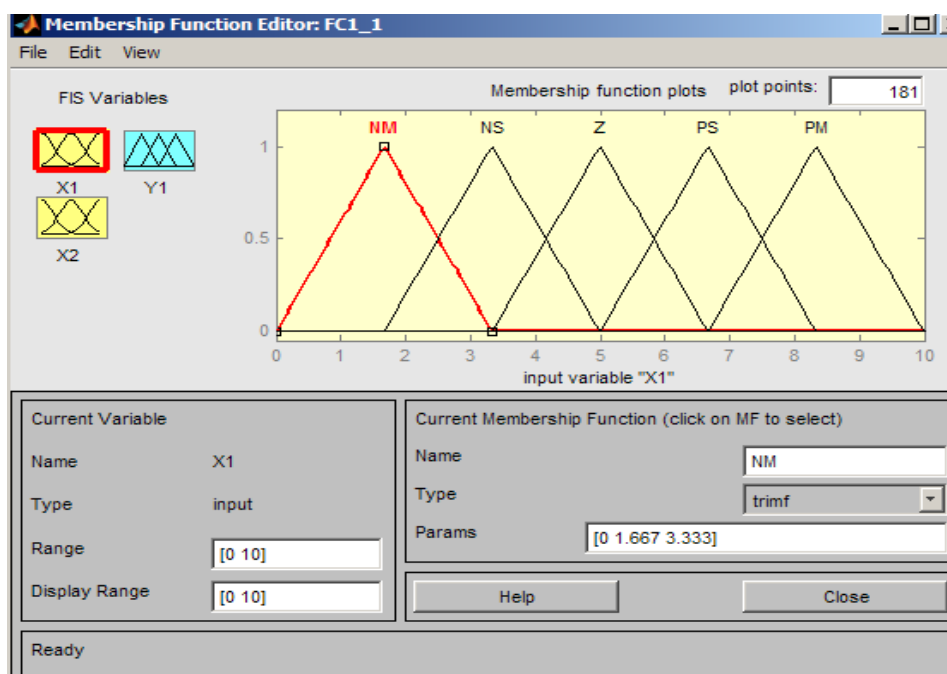 Membership Function Editor: FC1_1
File Edit View
FIS Variables
Membership function plots plot points: 181
X1 Y1
X2
NM NS Z PS PM
1
0.5
0
0 1 2 3 4 5 6 7 8 9 10
input variable "X1"
Current Variable
Name X1
Type input
Range [0 10]
Display Range [0 10]
Current Membership Function (click on MF to select)
Name NM
Type trimf
Params [0 1.667 3.333]
Help Close
Ready